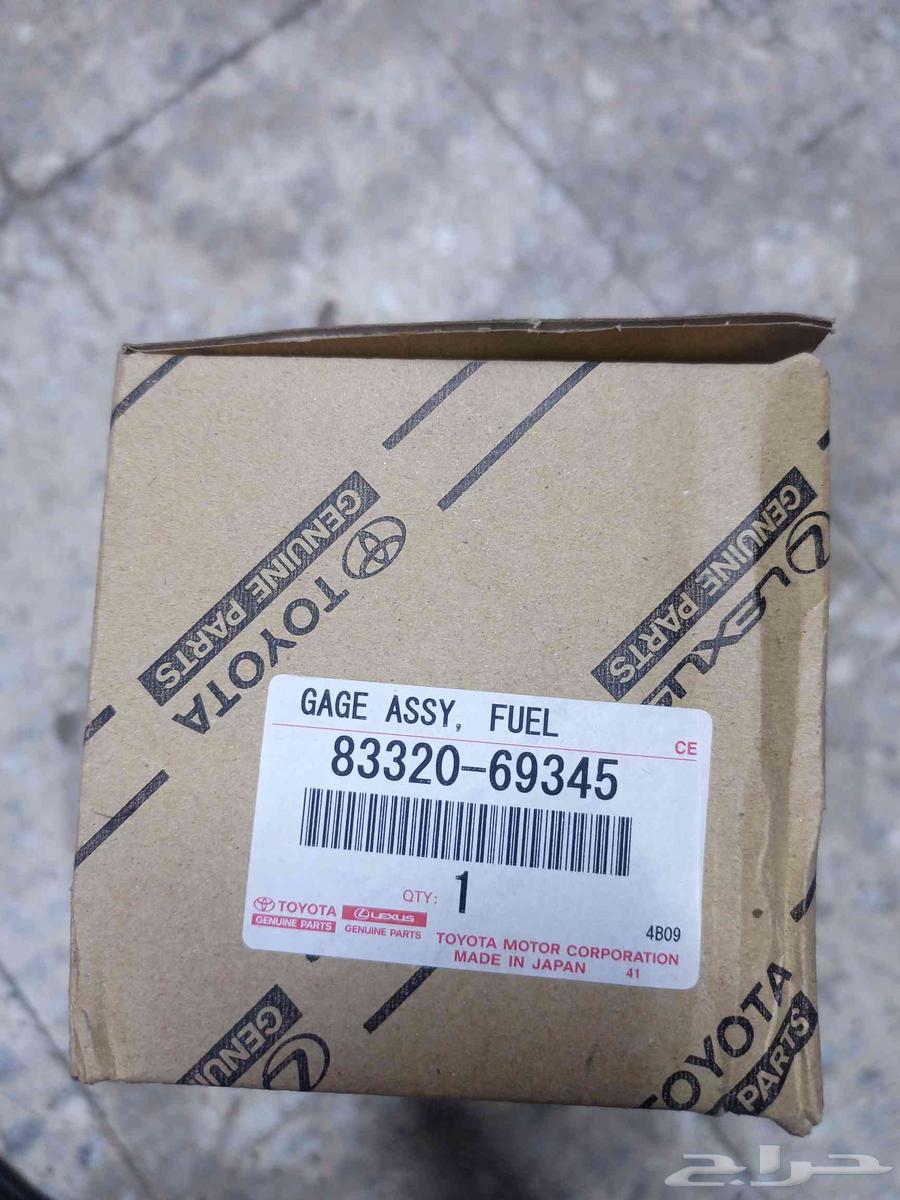 GENUINE PARTS
TOYOTA
GENUINE PARTS
LEXUS
GAGE ASSY, FUEL
CE
83320-69345
QTY: 1
TOYOTA
GENUINE PARTS
LEXUS
GENUINE PARTS
4B09
TOYOTA MOTOR CORPORATION
MADE IN JAPAN 41
TOYOTA
PARTS
حراج